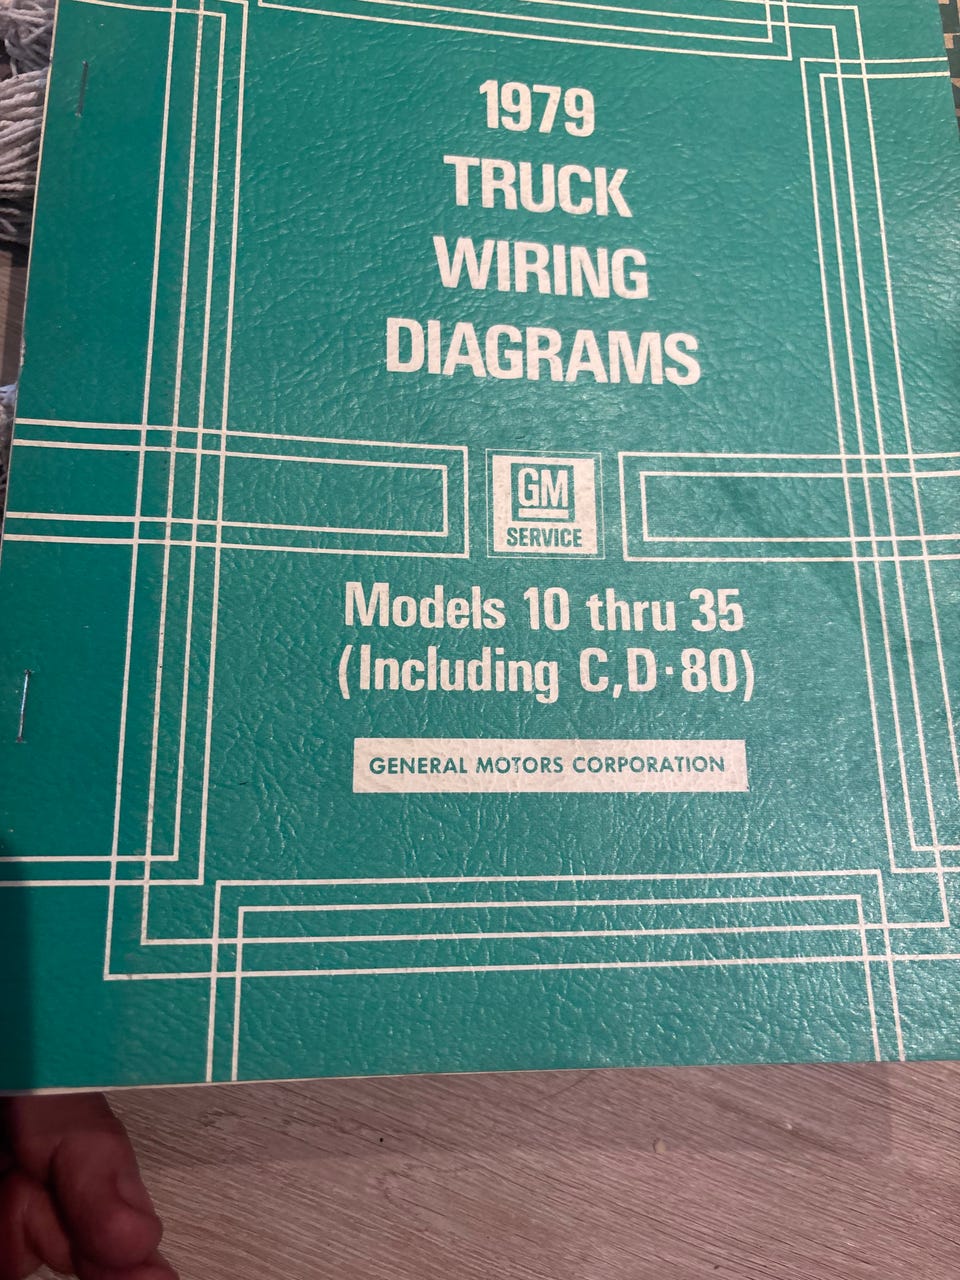 1979
TRUCK
WIRING
DIAGRAMS
GM
SERVICE
Models 10 thru 35
(Including C,D·80)
GENERAL MOTORS CORPORATION